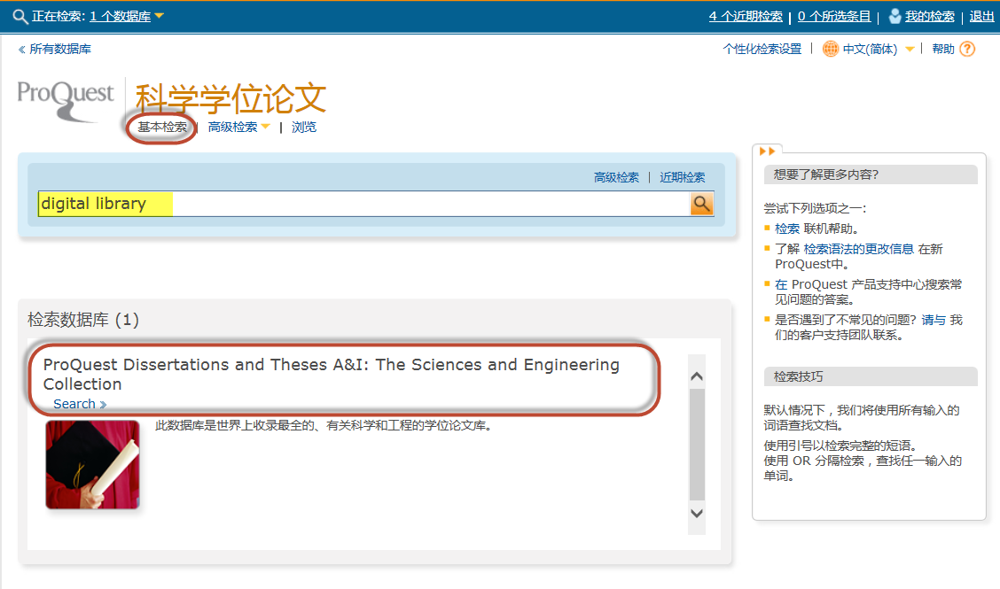 正在检索: 1 个数据库
4 个近期检索 | 0 个所选条目 | 我的检索 | 退出
« 所有数据库
个性化检索设置 | 中文(简体) | 帮助 ?
ProQuest
科学学位论文
基本检索 | 高级检索 | 浏览
高级检索 | 近期检索
digital library
检索数据库 (1)
ProQuest Dissertations and Theses A&I: The Sciences and Engineering
Collection
Search »
此数据库是世界上收录最全的、有关科学和工程的学位论文库。
想要了解更多内容?
尝试下列选项之一:
检索 联机帮助。
了解 检索语法的更改信息 在新
ProQuest中。
在 ProQuest 产品支持中心搜索常
见问题的答案。
是否遇到了不常见的问题？请与 我
们的客户支持团队联系。
检索技巧
默认情况下，我们将使用所有输入的
词语查找文档。
使用引号以检索完整的短语。
使用 OR 分隔检索，查找任一输入的
单词。